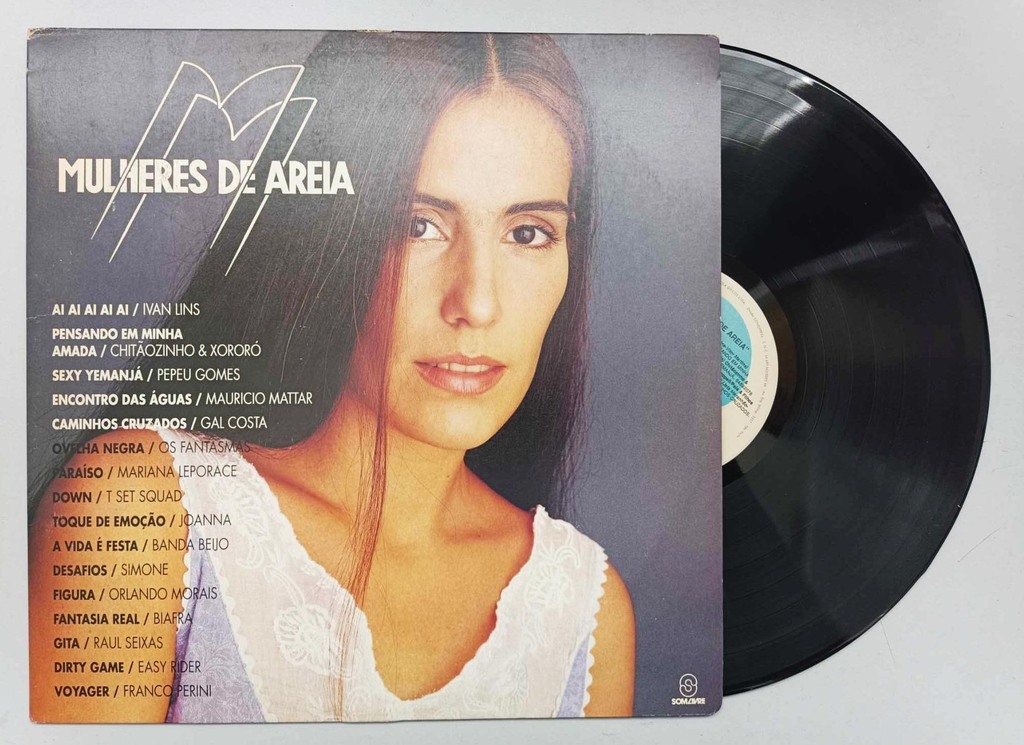 MULHERES DE AREIA
AI AI AI AI AI / IVAN LINS
PENSANDO EM MINHA
AMADA / CHITÃOZINHO & XORORÓ
SEXY YEMANJÁ / PEPEU GOMES
ENCONTRO DAS ÁGUAS / MAURICIO MATTAR
CAMINHOS CRUZADOS / GAL COSTA
OVELHA NEGRA / OS FANTASMAS
PARAÍSO / MARIANA LEPORACE
DOWN / T SET SQUAD
TOQUE DE EMOÇÃO / JOANNA
A VIDA É FESTA / BANDA BEIJO
DESAFIOS / SIMONE
FIGURA / ORLANDO MORAIS
FANTASIA REAL / BIAFRA
GITA / RAUL SEIXAS
DIRTY GAME / EASY RIDER
VOYAGER / FRANCO PERINI
SOM LIVRE
DE AREIA"